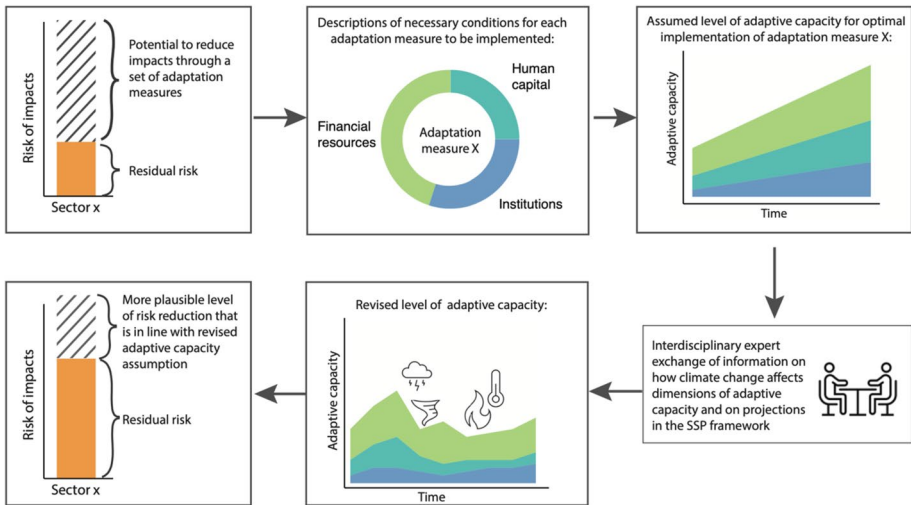 Risk of impacts
Potential to reduce
impacts through a
set of adaptation
measures
Residual risk
Sector x
Descriptions of necessary conditions for each
adaptation measure to be implemented:
Human
capital
Financial
resources
Adaptation
measure X
Institutions
Assumed level of adaptive capacity for optimal
implementation of adaptation measure X:
Adaptive capacity
Time
Interdisciplinary expert
exchange of information on
how climate change affects
dimensions of adaptive
capacity and on projections
in the SSP framework
Revised level of adaptive capacity:
Adaptive capacity
Time
Risk of impacts
More plausible level
of risk reduction that
is in line with revised
adaptive capacity
assumption
Residual risk
Sector x